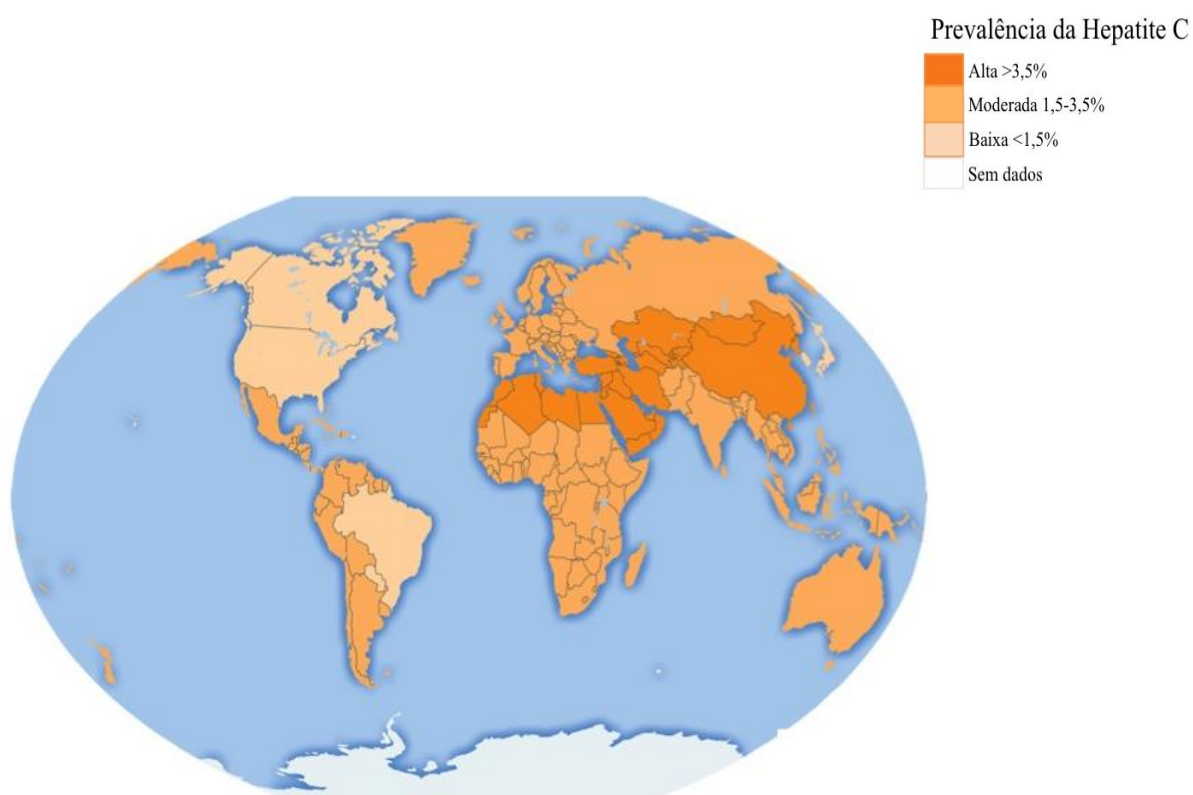 Prevalência da Hepatite C
Alta >3,5%
Moderada 1,5-3,5%
Baixa <1,5%
Sem dados